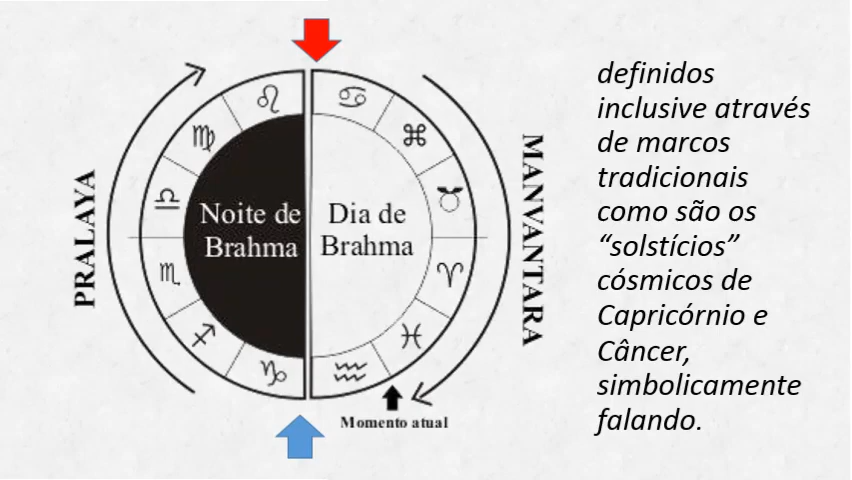 PRALAYA
Noite de
Brahma
Dia de
Brahma
MANVANTARA
Momento atual
definidos
inclusive através
de marcos
tradicionais
como são os
“solstícios”
cósmicos de
Capricórnio e
Câncer,
simbolicamente
falando.